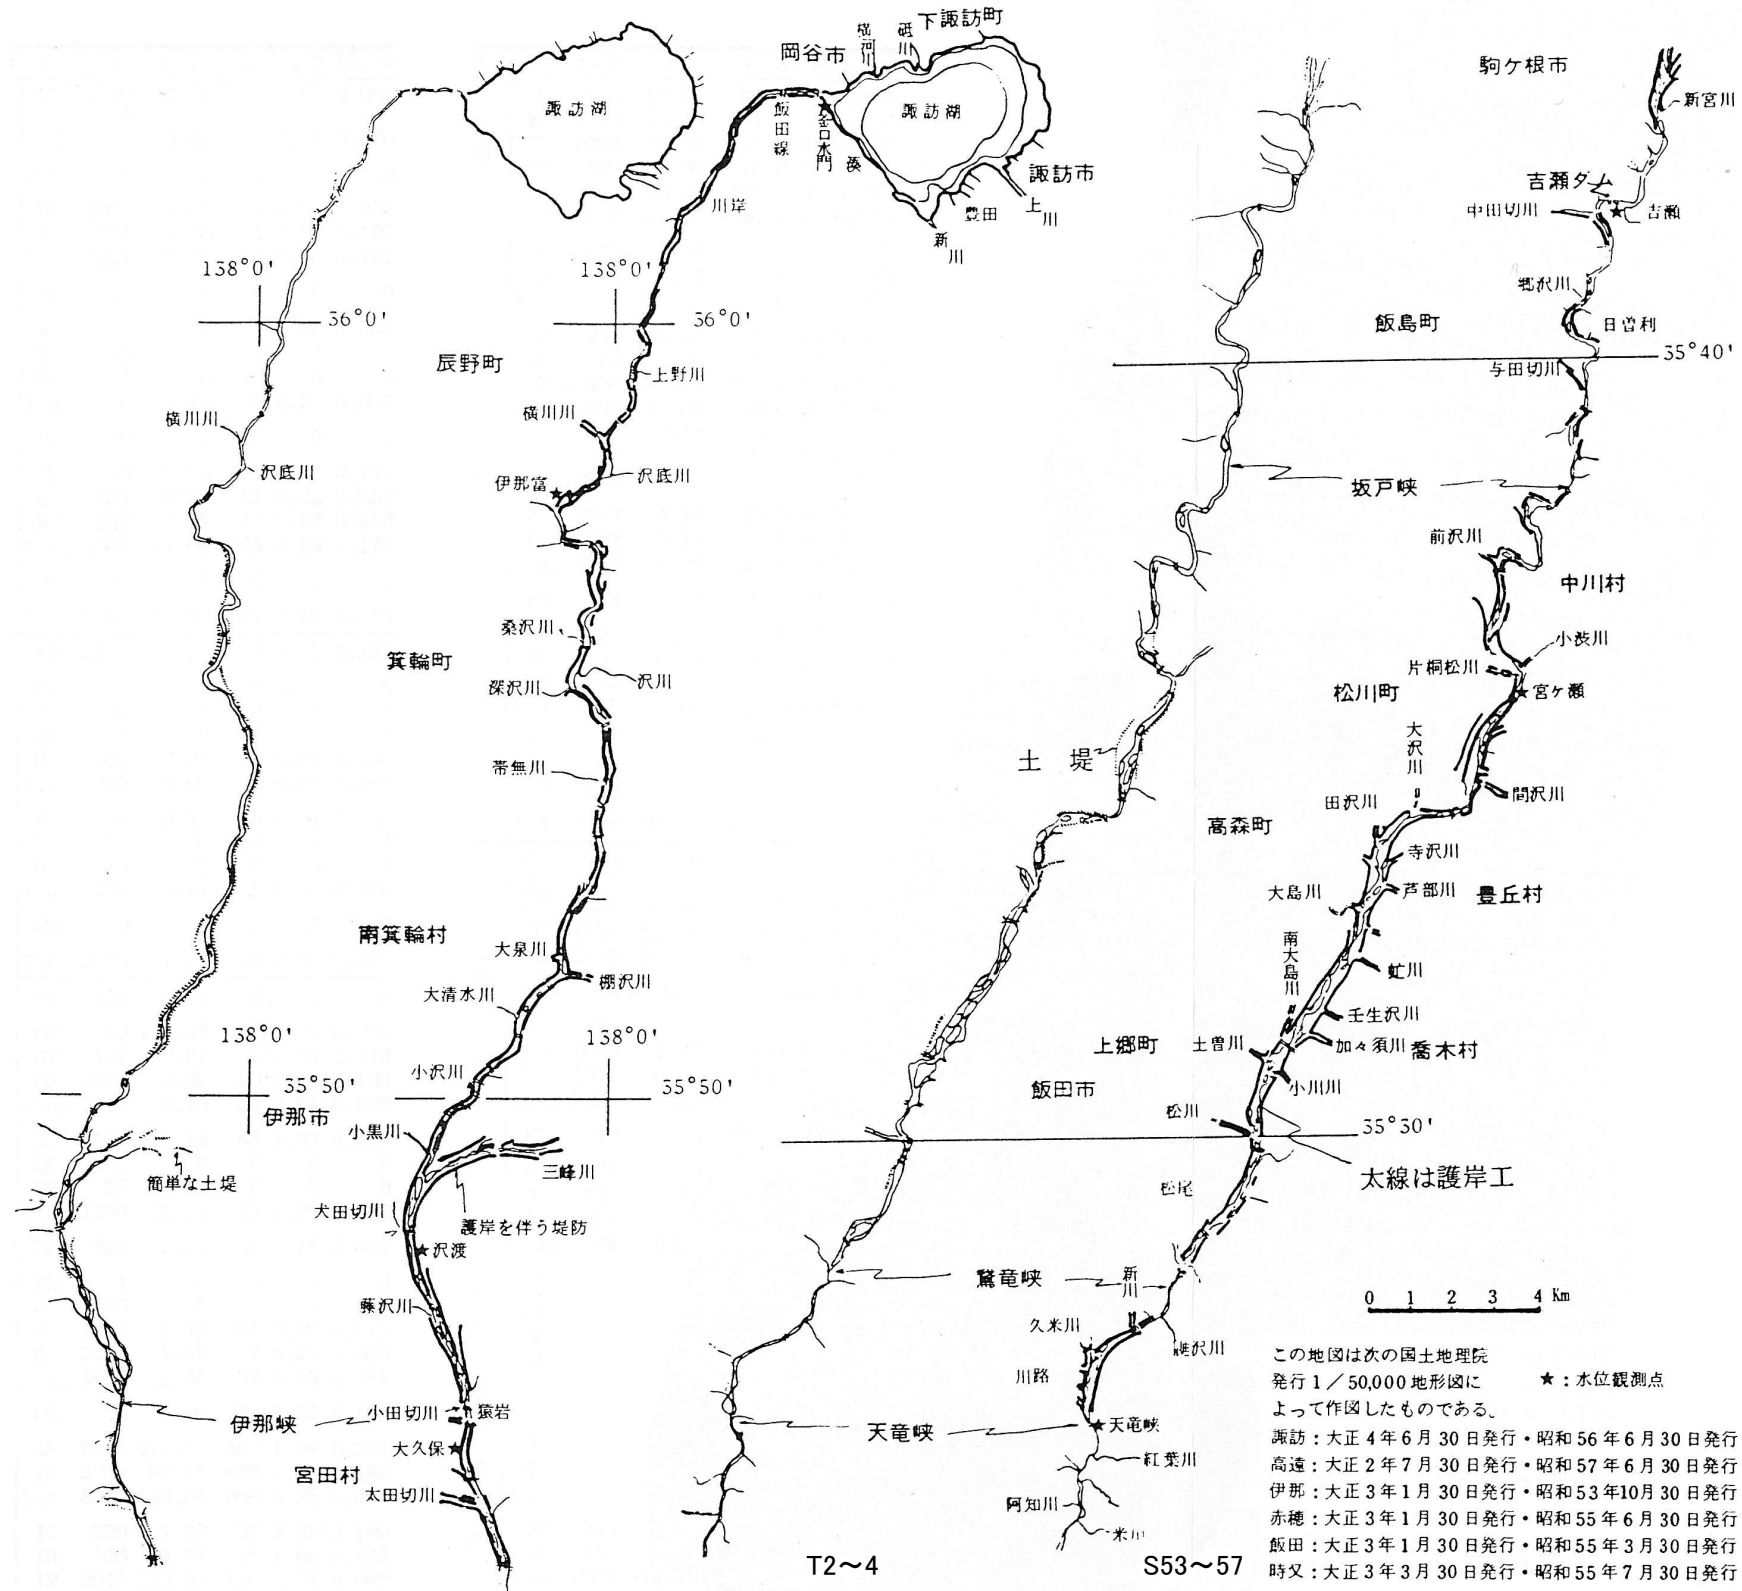 下諏訪町
岡谷市
横河川
砥川
諏訪湖
諏訪湖
飯田線
釜口水門
湊
諏訪市
上川
豊田
新川
川岸
138°0'
138°0'
36°0'
36°0'
辰野町
上野川
横川川
横川川
沢底川
沢底川
伊那富
桑沢川
箕輪町
沢川
深沢川
帯無川
南箕輪村
大泉川
棚沢川
大清水川
138°0'
138°0'
小沢川
35°50'
35°50'
伊那市
小黒川
三峰川
簡単な土堤
犬田切川
護岸を伴う堤防
沢渡
藤沢川
伊那峡
小田切川
猿岩
大久保
宮田村
太田切川
駒ケ根市
新宮川
吉瀬ダム
中田切川
吉瀬
郷沢川
飯島町
日曽利
35°40'
与田切川
坂戸峡
前沢川
中川村
小渋川
片桐松川
松川町
宮ケ瀬
大沢川
土堤
間沢川
田沢川
高森町
寺沢川
大島川
芦部川
豊丘村
南大島川
虻川
壬生沢川
上郷町
土曽川
加々須川
喬木村
飯田市
小川川
松川
35°30'
太線は護岸工
松尾
鵞竜峡
新川
0 1 2 3 4 Km
久米川
川路
天竜峡
天竜峡
紅葉川
阿知川
米川
T2～4
S53～57
この地図は次の国土地理院
発行1／50,000地形図に
よって作図したものである。
★：水位観測点
諏訪：大正4年6月30日発行・昭和56年6月30日発行
高遠：大正2年7月30日発行・昭和57年6月30日発行
伊那：大正3年1月30日発行・昭和53年10月30日発行
赤穂：大正3年1月30日発行・昭和55年6月30日発行
飯田：大正3年1月30日発行・昭和55年3月30日発行
時又：大正3年3月30日発行・昭和55年7月30日発行